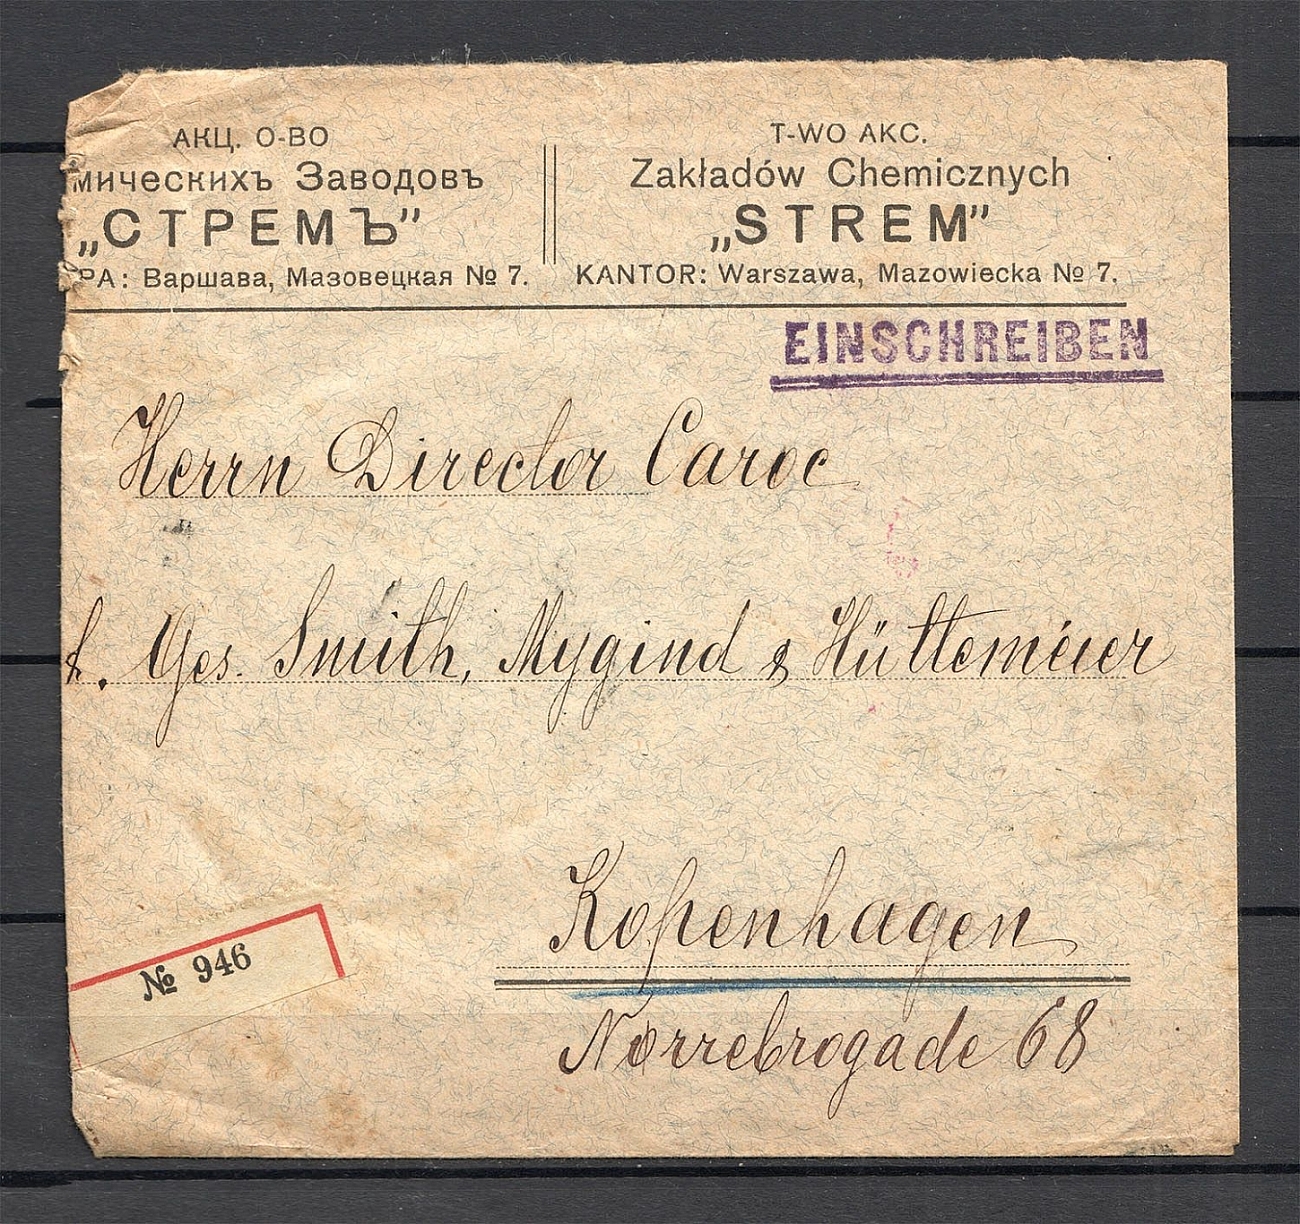 АКЦ. О-ВО
мическихъ Заводовъ
„СТРЕМЪ”
РА: Варшава, Мазовецкая № 7.
T-WO AKC.
Zakładów Chemicznych
„STREM”
KANTOR: Warszawa, Mazowiecka № 7.
EINSCHREIBEN
Herrn Director Caroc
Ges. Smith, Mygind & Hüttemeier
Kopenhagen
Nørrebrogade 68
№ 946